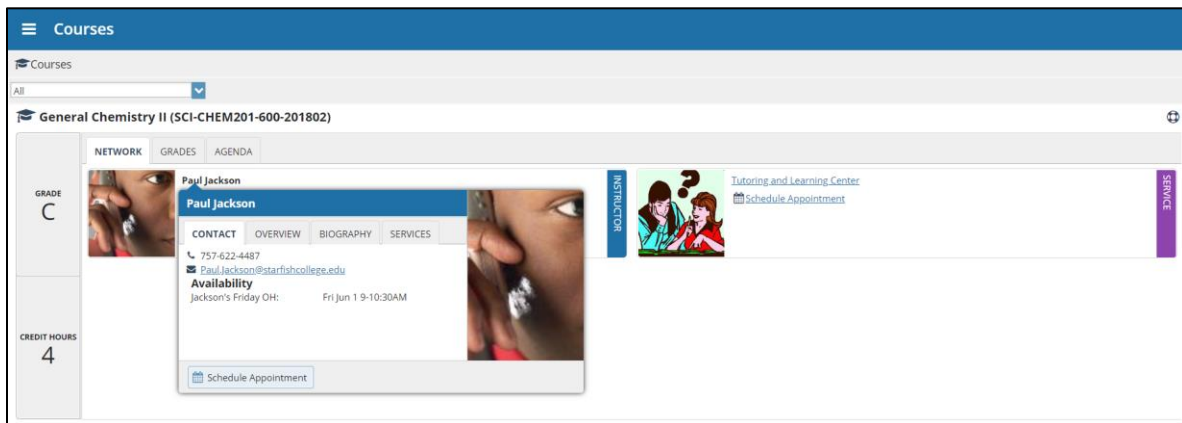 Courses
Courses
All
General Chemistry II (SCI-CHEM201-600-201802)
NETWORK GRADES AGENDA
GRADE
C
CREDIT HOURS
4
Paul Jackson
INSTRUCTOR
Paul Jackson
CONTACT OVERVIEW BIOGRAPHY SERVICES
757-622-4487
Paul.Jackson@starfishcollege.edu
Availability
Jackson's Friday OH: Fri Jun 1 9-10:30AM
Schedule Appointment
?
Tutoring and Learning Center
Schedule Appointment
SERVICE